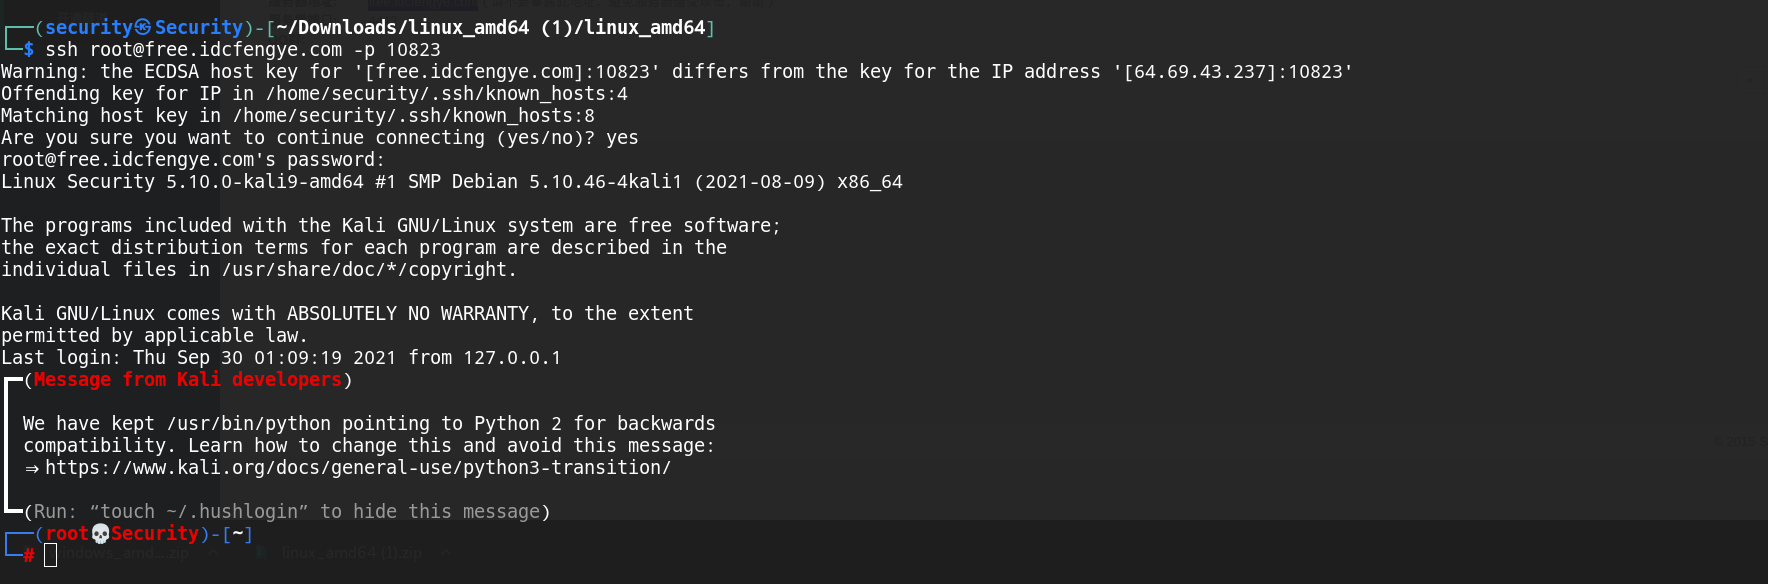 ┌──(security㉿Security)-[~/Downloads/linux_amd64 (1)/linux_amd64]
└─$ ssh root@free.idcfengye.com -p 10823
Warning: the ECDSA host key for '[free.idcfengye.com]:10823' differs from the key for the IP address '[64.69.43.237]:10823'
Offending key for IP in /home/security/.ssh/known_hosts:4
Matching host key in /home/security/.ssh/known_hosts:8
Are you sure you want to continue connecting (yes/no)? yes
root@free.idcfengye.com's password:
Linux Security 5.10.0-kali9-amd64 #1 SMP Debian 5.10.46-4kali1 (2021-08-09) x86_64
The programs included with the Kali GNU/Linux system are free software;
the exact distribution terms for each program are described in the
individual files in /usr/share/doc/*/copyright.
Kali GNU/Linux comes with ABSOLUTELY NO WARRANTY, to the extent
permitted by applicable law.
Last login: Thu Sep 30 01:09:19 2021 from 127.0.0.1
┏━(Message from Kali developers)
We have kept /usr/bin/python pointing to Python 2 for backwards
compatibility. Learn how to change this and avoid this message:
⇒ https://www.kali.org/docs/general-use/python3-transition/
┗━(Run: “touch ~/.hushlogin” to hide this message)
┌──(root💀Security)-[~]
└─#
windows_amd....zip linux_amd64 (1).zip